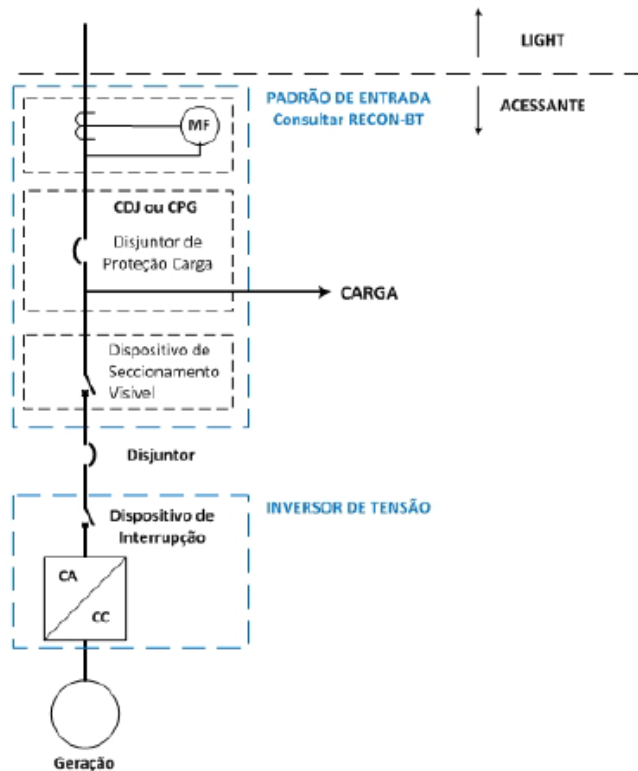 LIGHT
PADRÃO DE ENTRADA
Consultar RECON-BT
ACESSANTE
MF
CDJ ou CPG
Disjuntor de
Proteção Carga
CARGA
Dispositivo de
Seccionamento
Visível
Disjuntor
INVERSOR DE TENSÃO
Dispositivo de
Interrupção
CA
CC
Geração